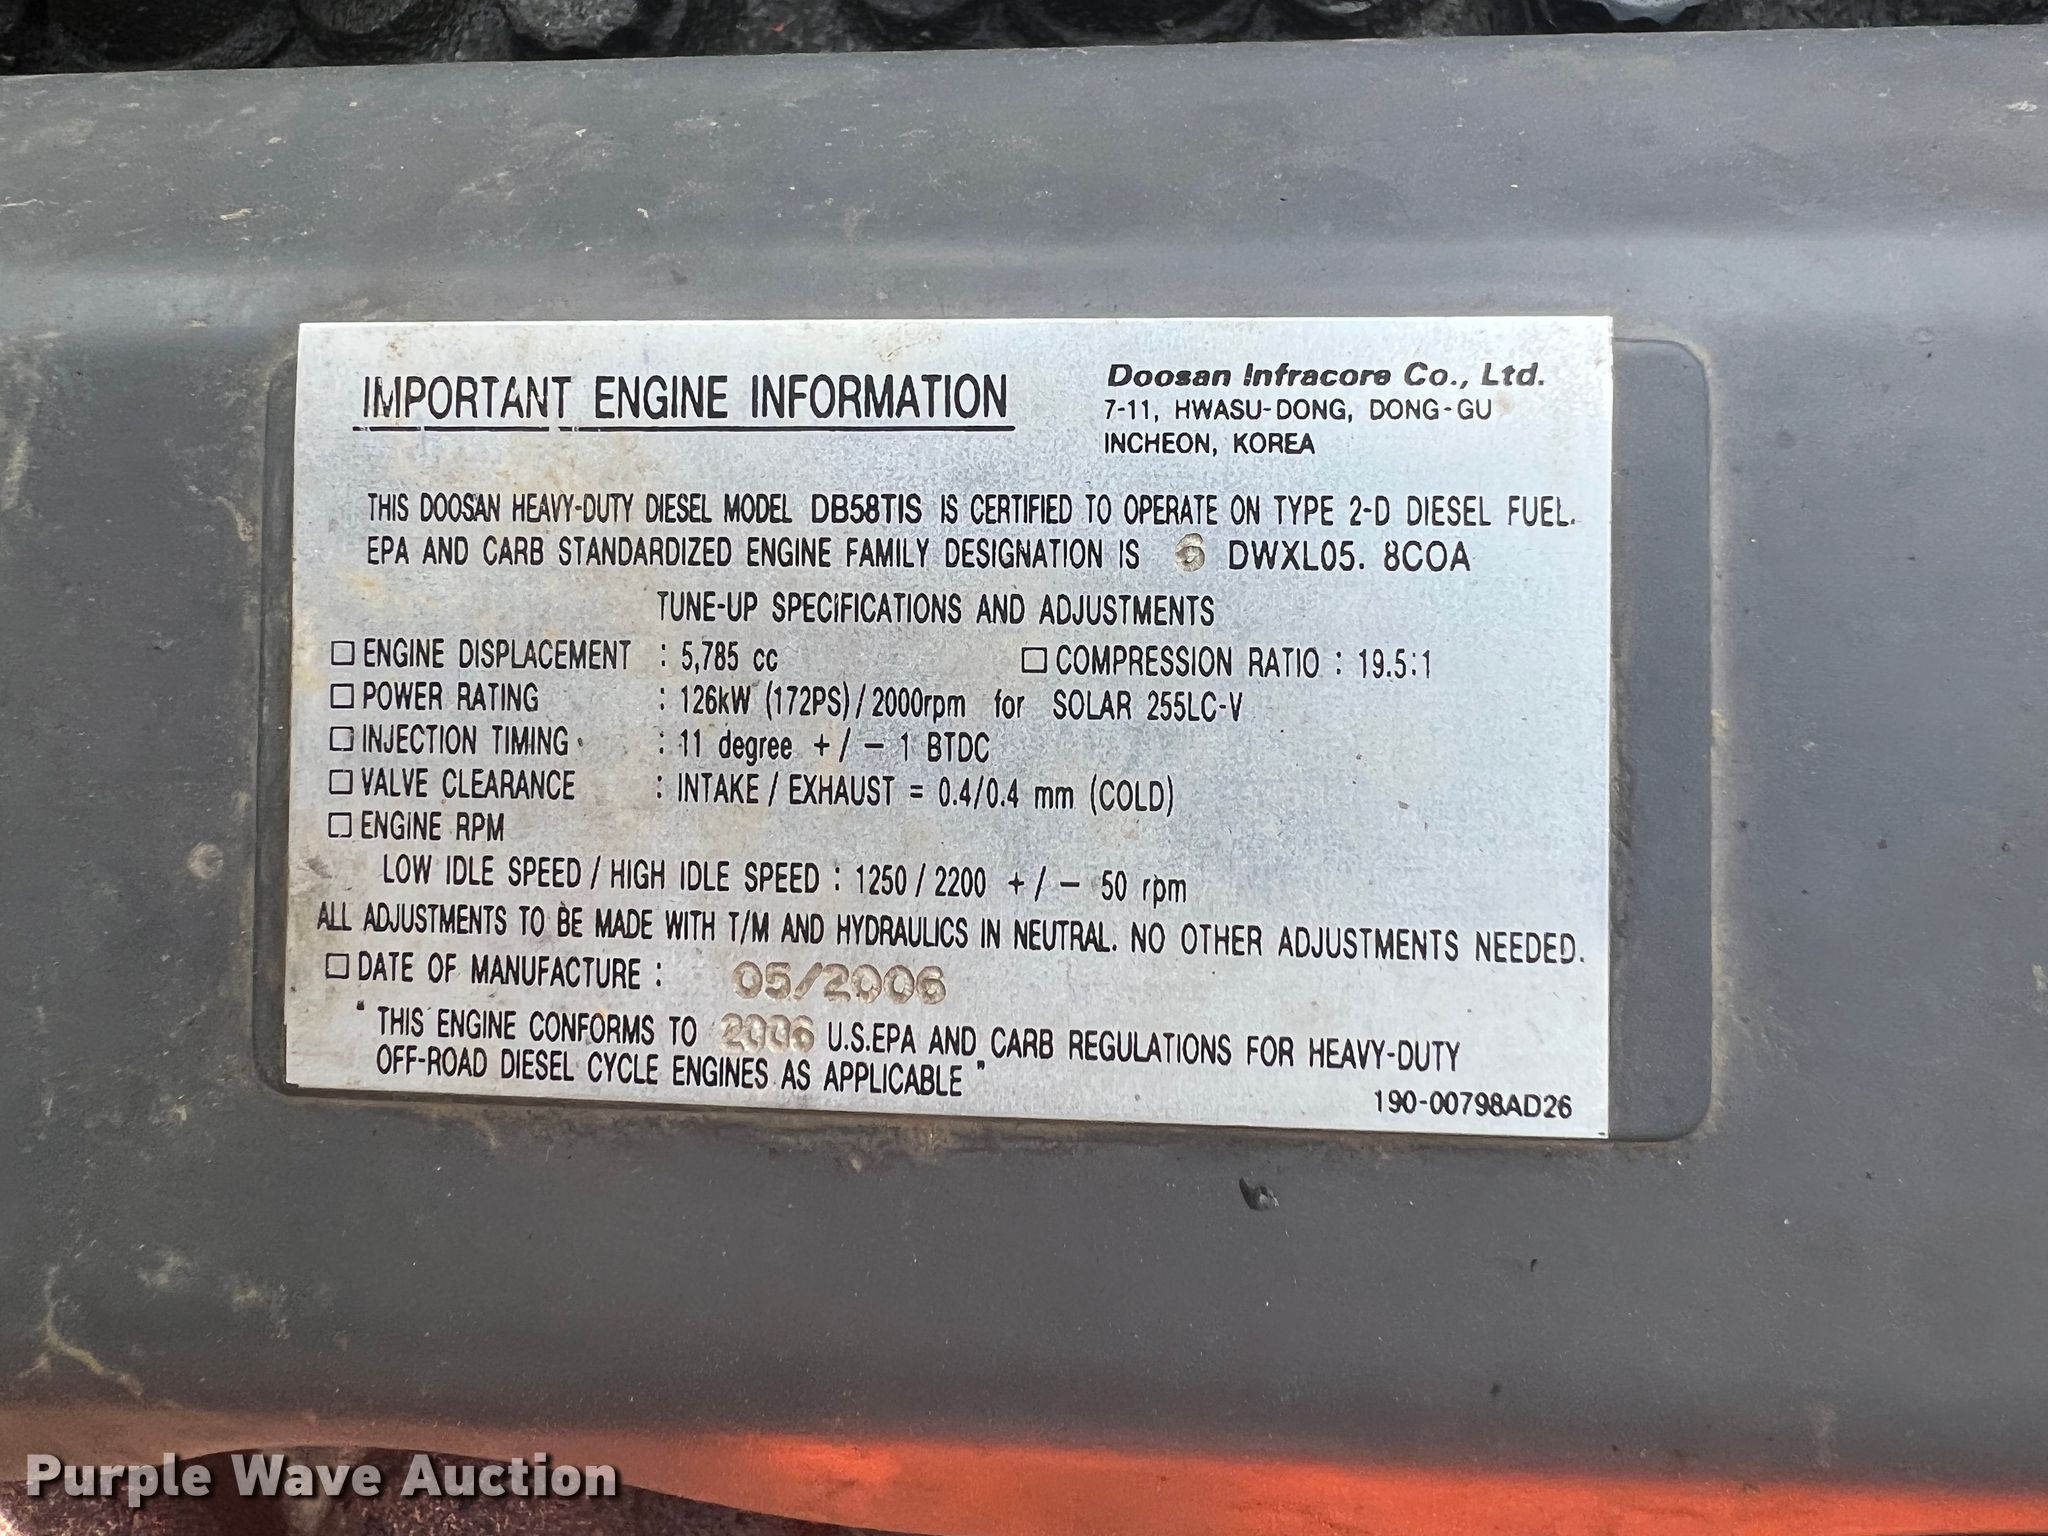 IMPORTANT ENGINE INFORMATION
Doosan Infracore Co., Ltd.
7-11, HWASU-DONG, DONG-GU
INCHEON, KOREA
THIS DOOSAN HEAVY-DUTY DIESEL MODEL DB58TIS IS CERTIFIED TO OPERATE ON TYPE 2-D DIESEL FUEL.
EPA AND CARB STANDARDIZED ENGINE FAMILY DESIGNATION IS 6 DWXL05. 8COA
TUNE-UP SPECIFICATIONS AND ADJUSTMENTS
□ ENGINE DISPLACEMENT : 5,785 cc □ COMPRESSION RATIO : 19.5:1
□ POWER RATING : 126kW (172PS)/2000rpm for SOLAR 255LC-V
□ INJECTION TIMING : 11 degree +/- 1 BTDC
□ VALVE CLEARANCE : INTAKE / EXHAUST = 0.4/0.4 mm (COLD)
□ ENGINE RPM
LOW IDLE SPEED / HIGH IDLE SPEED : 1250 / 2200 +/- 50 rpm
ALL ADJUSTMENTS TO BE MADE WITH T/M AND HYDRAULICS IN NEUTRAL. NO OTHER ADJUSTMENTS NEEDED.
□ DATE OF MANUFACTURE : 05/2006
" THIS ENGINE CONFORMS TO 2006 U.S.EPA AND CARB REGULATIONS FOR HEAVY-DUTY
OFF-ROAD DIESEL CYCLE ENGINES AS APPLICABLE "
190-00798AD26
Purple Wave Auction